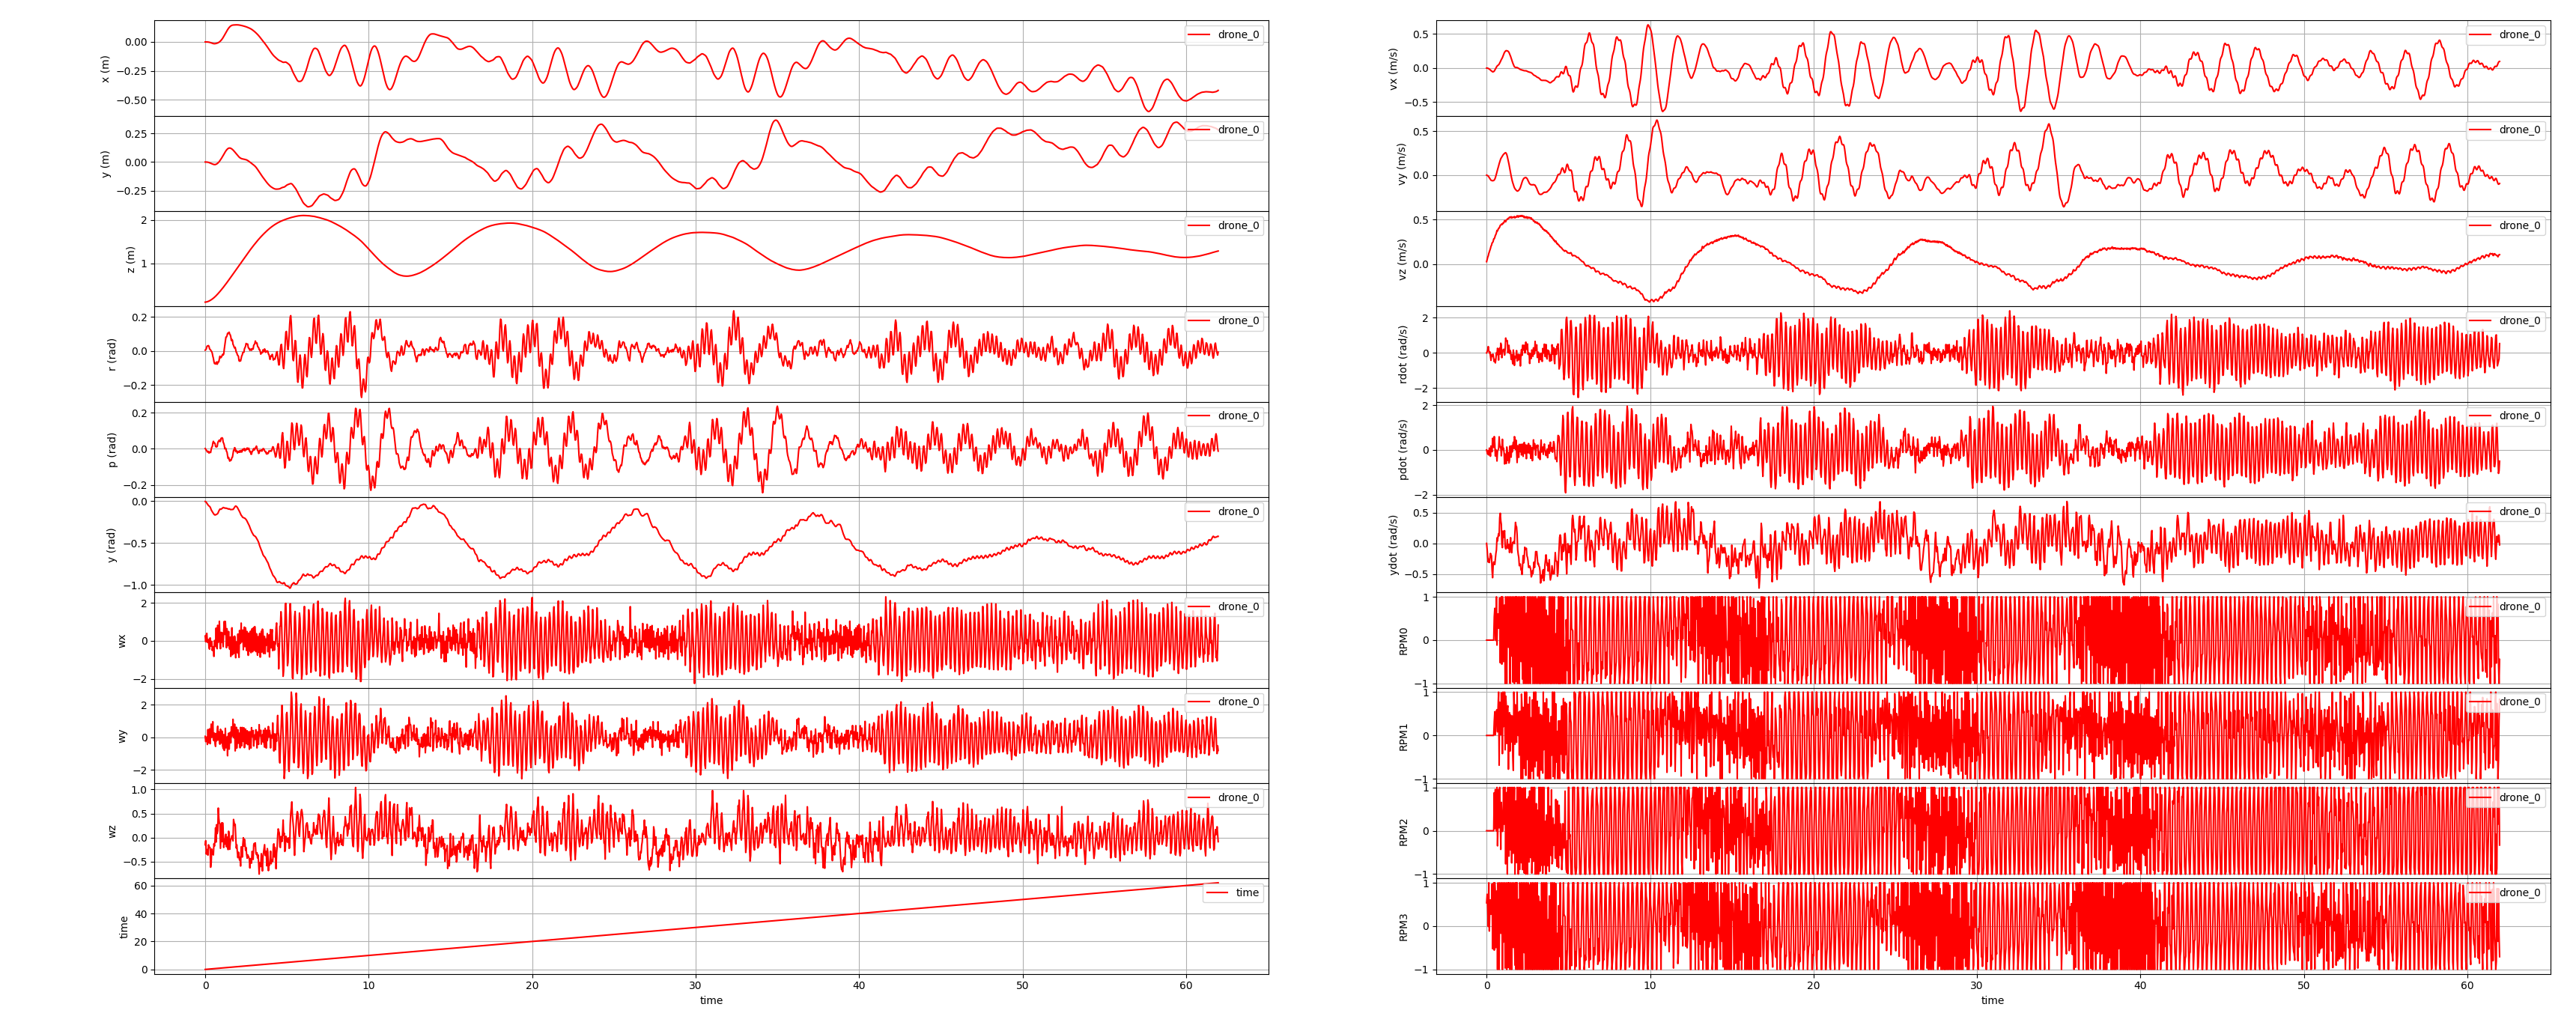 x (m)
0.00
−0.25
−0.50
drone_0
y (m)
0.25
0.00
−0.25
drone_0
z (m)
2
1
drone_0
r (rad)
0.2
0.0
−0.2
drone_0
p (rad)
0.2
0.0
−0.2
drone_0
y (rad)
0.0
−0.5
−1.0
drone_0
wx
2
0
−2
drone_0
wy
2
0
−2
drone_0
wz
1.0
0.5
0.0
−0.5
drone_0
time
60
40
20
0
time
0 10 20 30 40 50 60
time
vx (m/s)
0.5
0.0
−0.5
drone_0
vy (m/s)
0.5
0.0
drone_0
vz (m/s)
0.5
0.0
drone_0
rdot (rad/s)
2
0
−2
drone_0
pdot (rad/s)
2
0
−2
drone_0
ydot (rad/s)
0.5
0.0
−0.5
drone_0
RPM0
1
0
−1
drone_0
RPM1
1
0
−1
drone_0
RPM2
1
0
−1
drone_0
RPM3
1
0
−1
drone_0
0 10 20 30 40 50 60
time